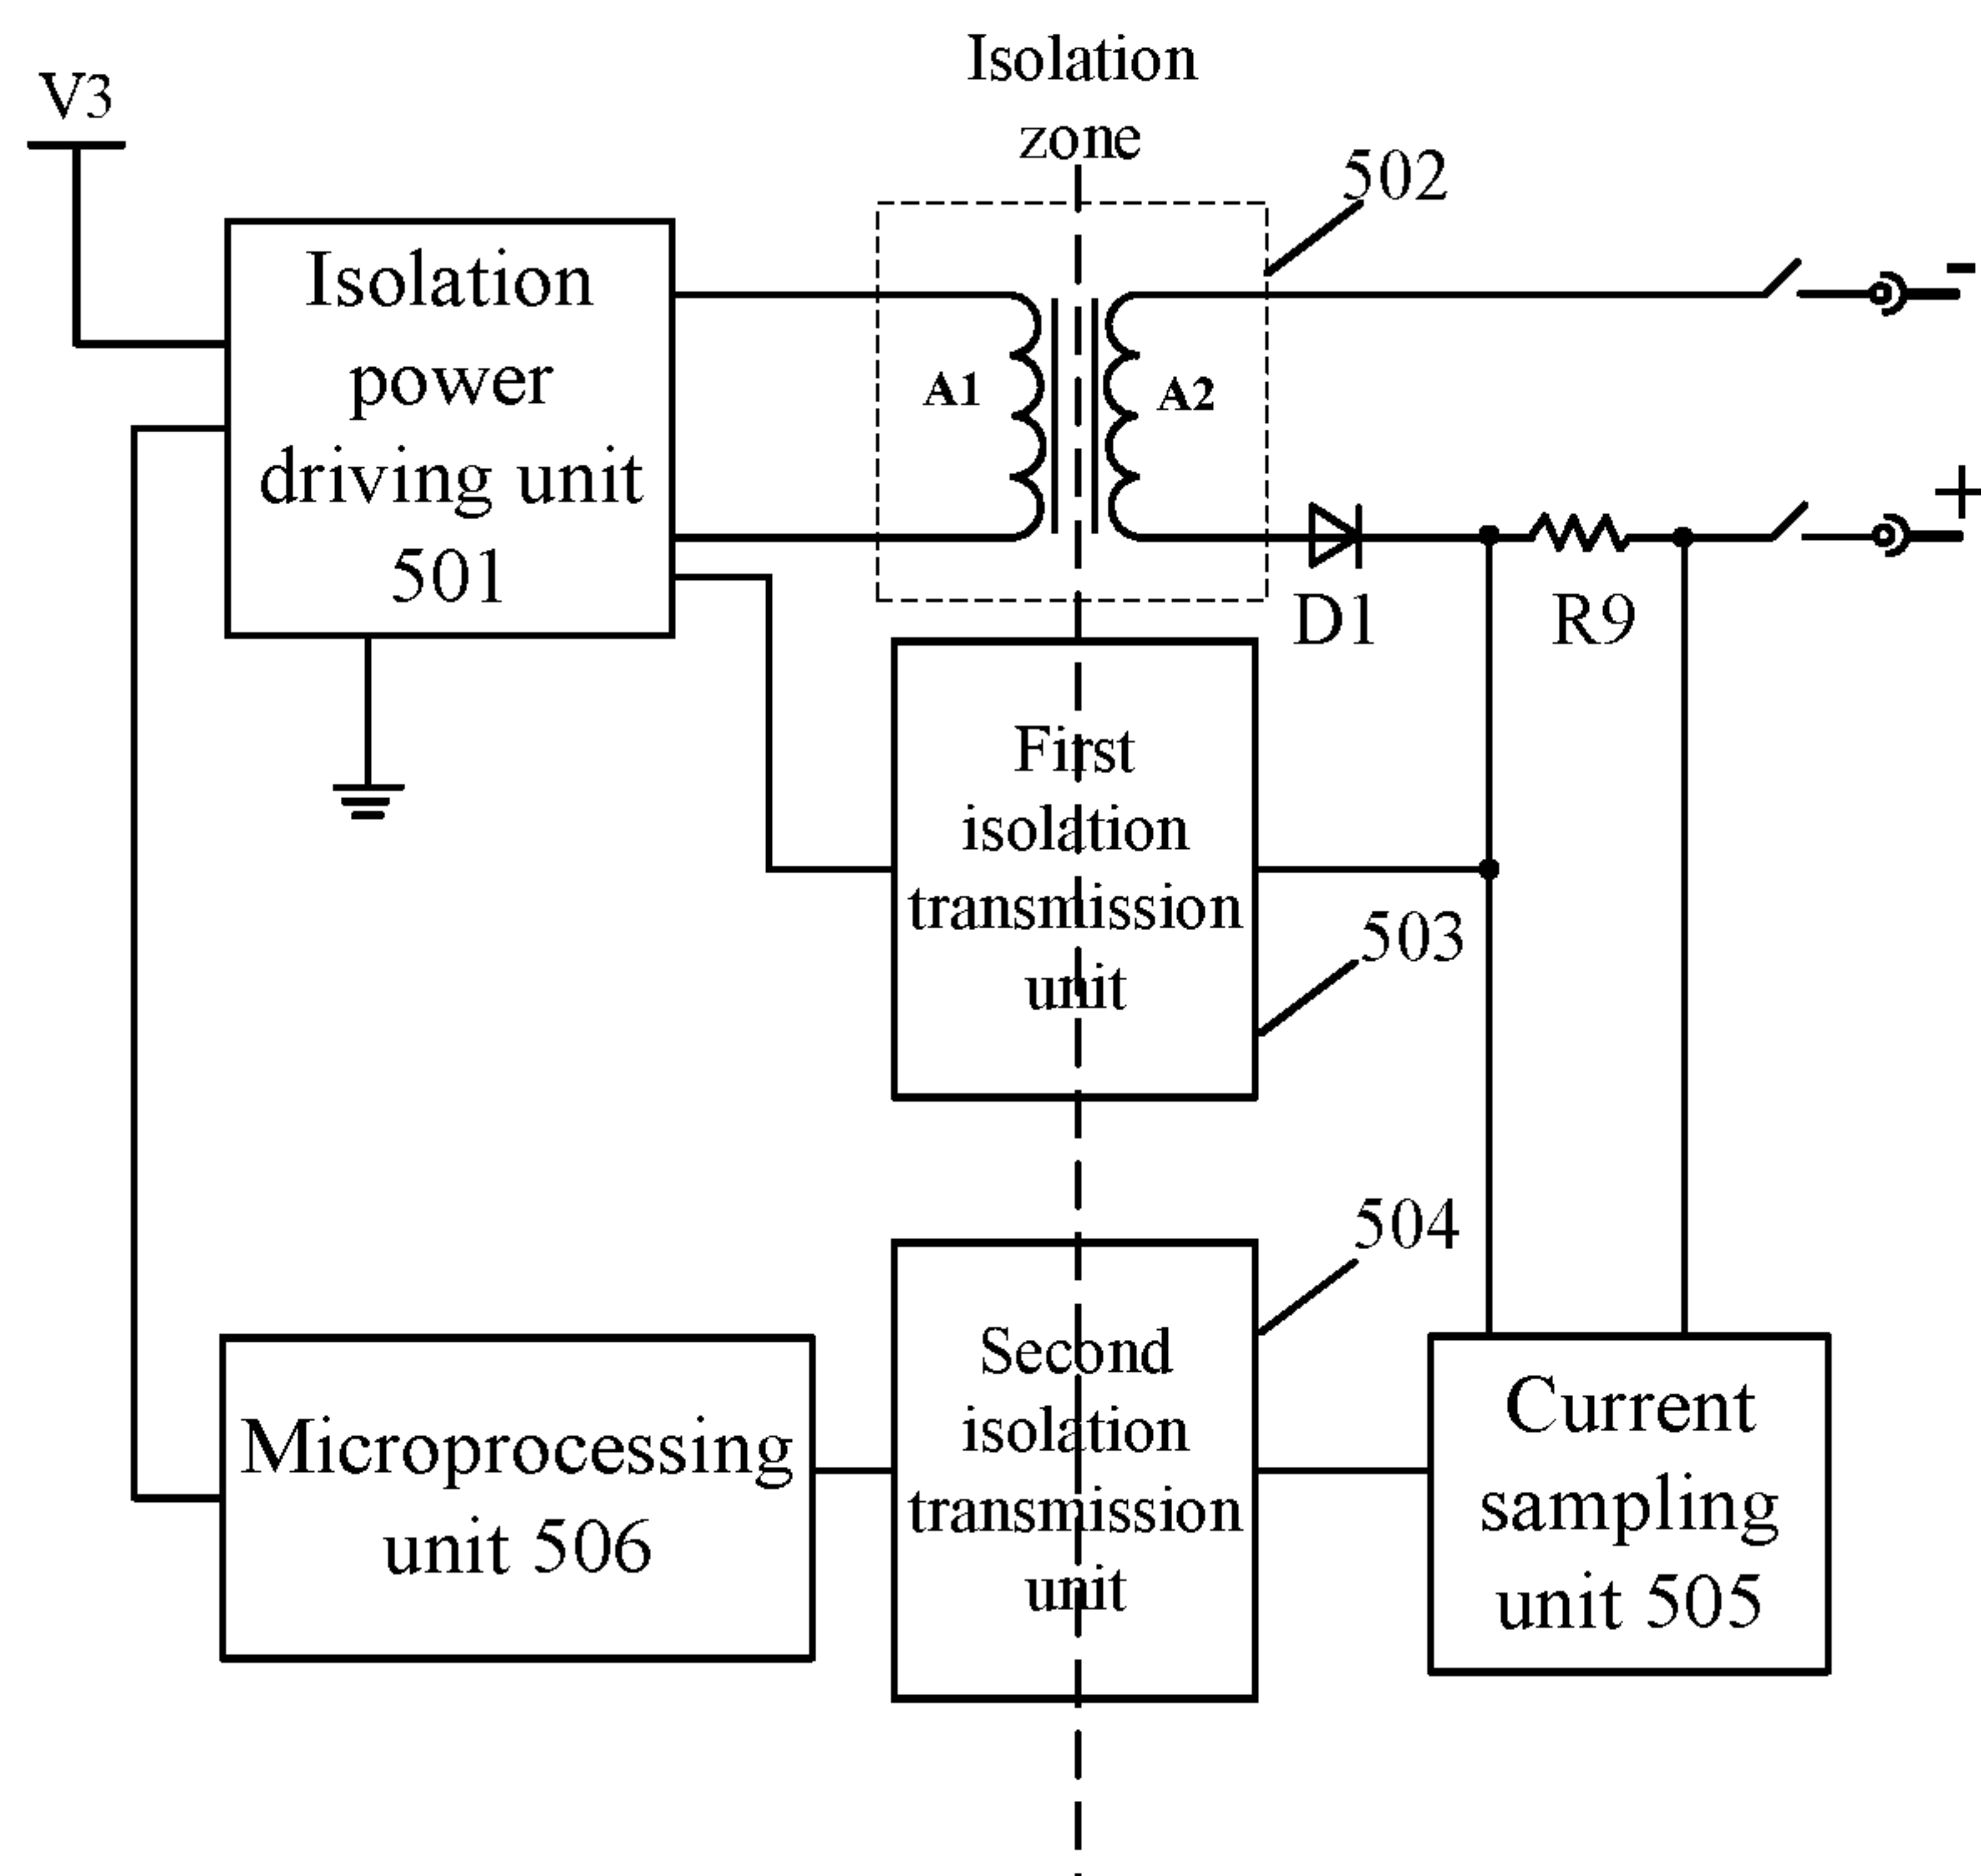 Isolation
zone
V3
502
-
Isolation
power
driving unit
501
A1
A2
+
D1
R9
First
isolation
transmission
unit
503
504
Second
isolation
transmission
unit
Microprocessing
unit 506
Current
sampling
unit 505